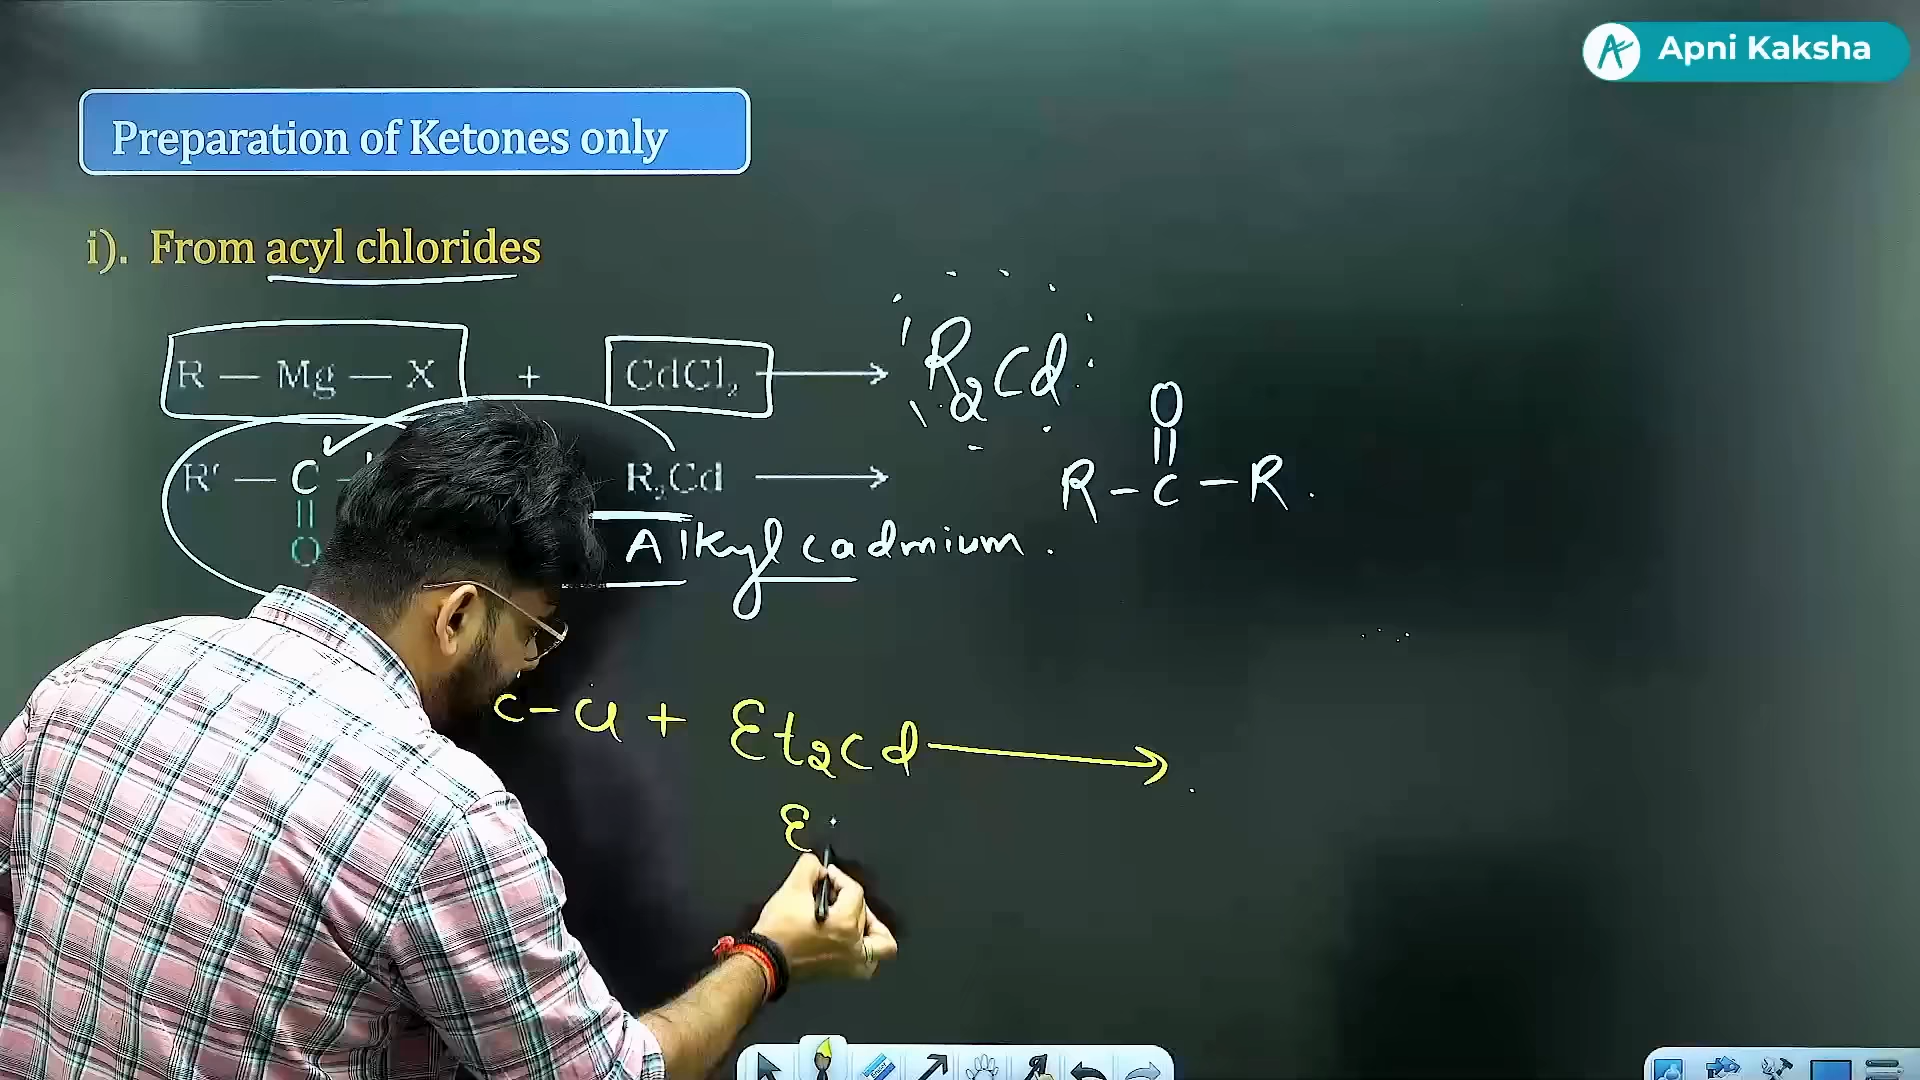 Apni Kaksha
Preparation of Ketones only
i). From acyl chlorides
R — Mg — X + CdCl₂ ⟶ R₂Cd
O
||
R – C – R .
R' — C — R₂Cd ⟶
||
O
Alkyl cadmium .
C – Cl + Et₂Cd ⟶
E